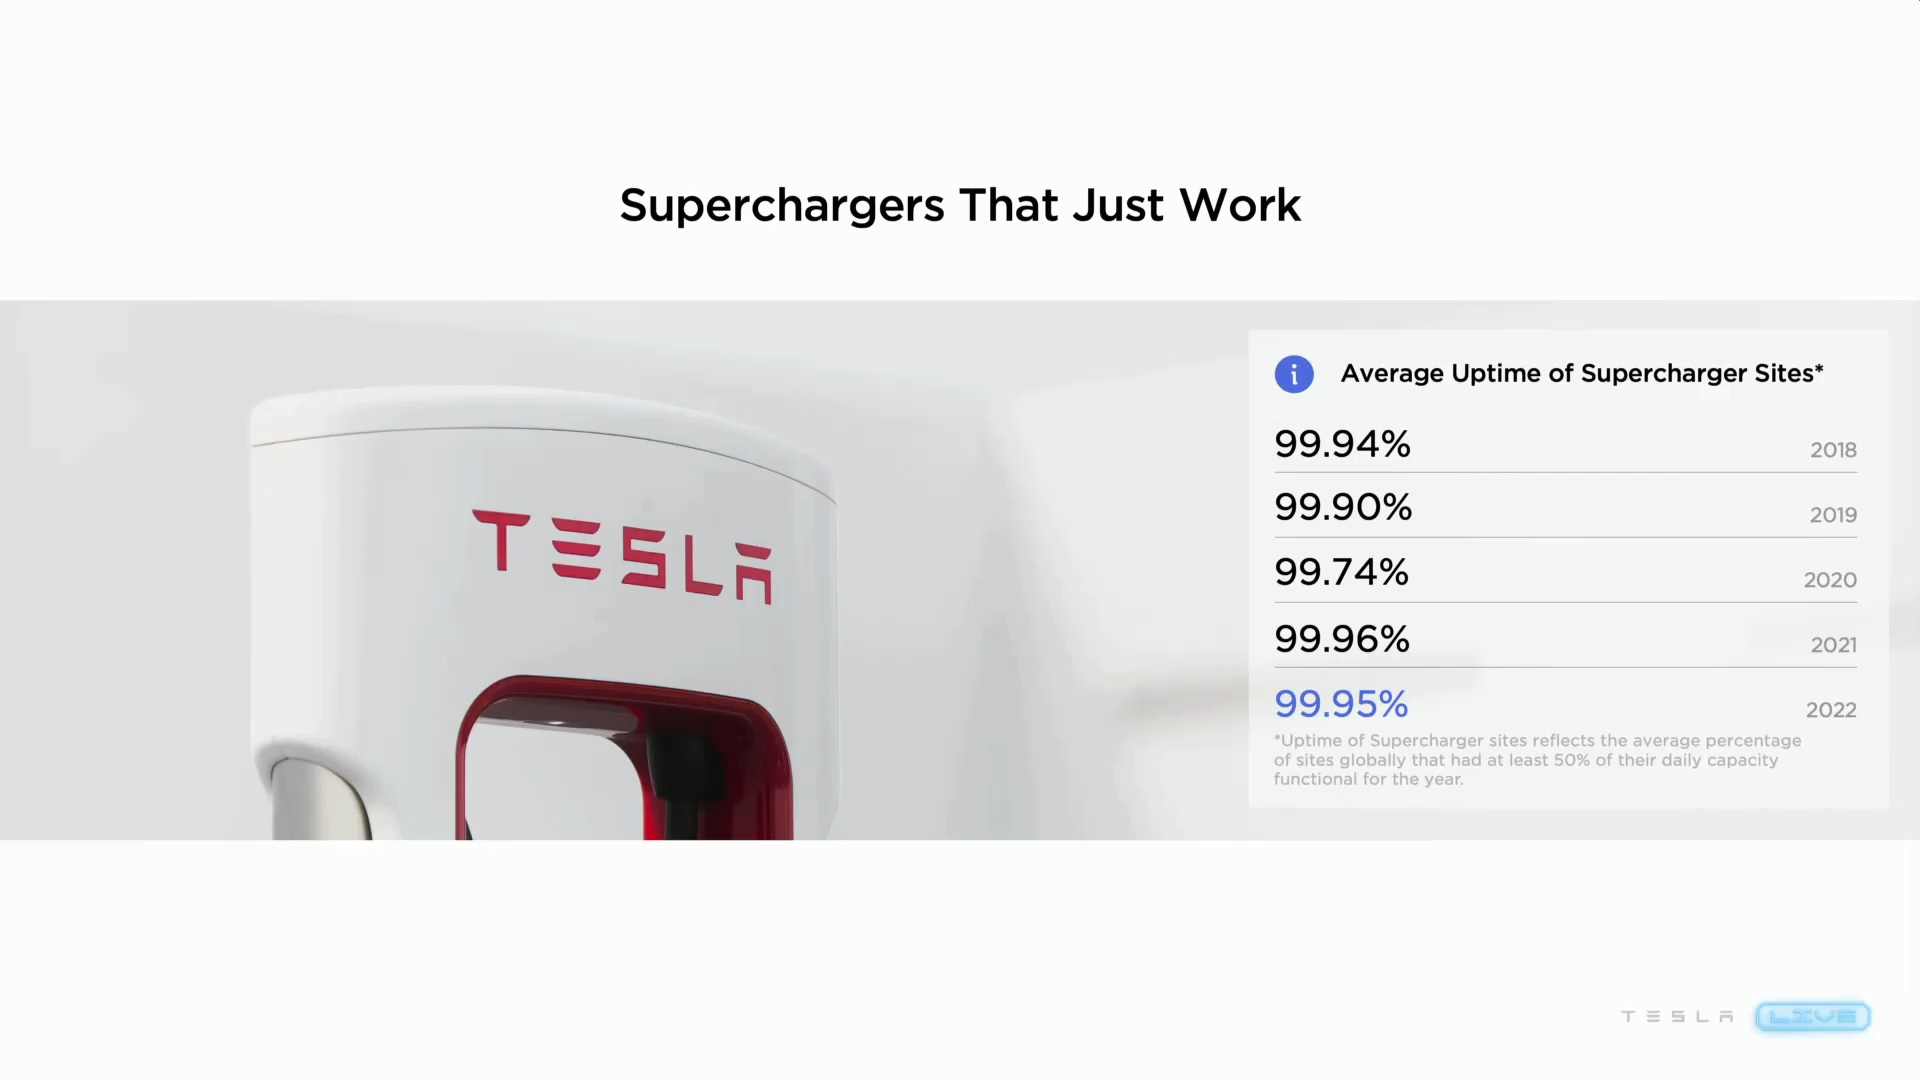 Superchargers That Just Work
TESLA
i Average Uptime of Supercharger Sites*
99.94% 2018
99.90% 2019
99.74% 2020
99.96% 2021
99.95% 2022
*Uptime of Supercharger sites reflects the average percentage
of sites globally that had at least 50% of their daily capacity
functional for the year.
TESLA LIVE